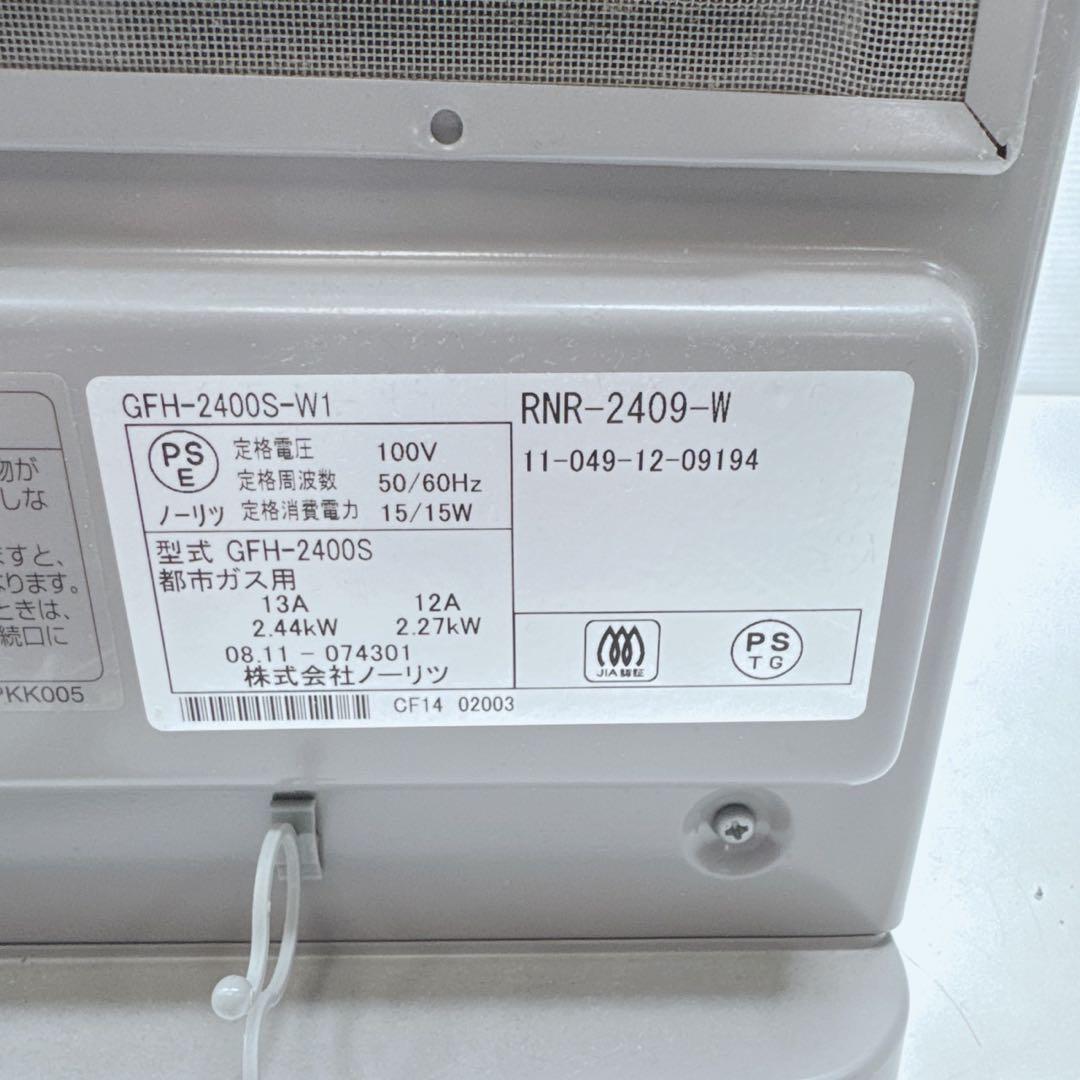 GFH-2400S-W1
PS
E
定格電圧 100V
定格周波数 50/60Hz
ノーリツ 定格消費電力 15/15W
型式 GFH-2400S
都市ガス用
13A 12A
2.44kW 2.27kW
08.11-074301
株式会社ノーリツ
CF14 02003
RNR-2409-W
11-049-12-09194
JIA認証
PS
TG
物が
しな
ますと、
なります。
ときは、
続口に
PKK005